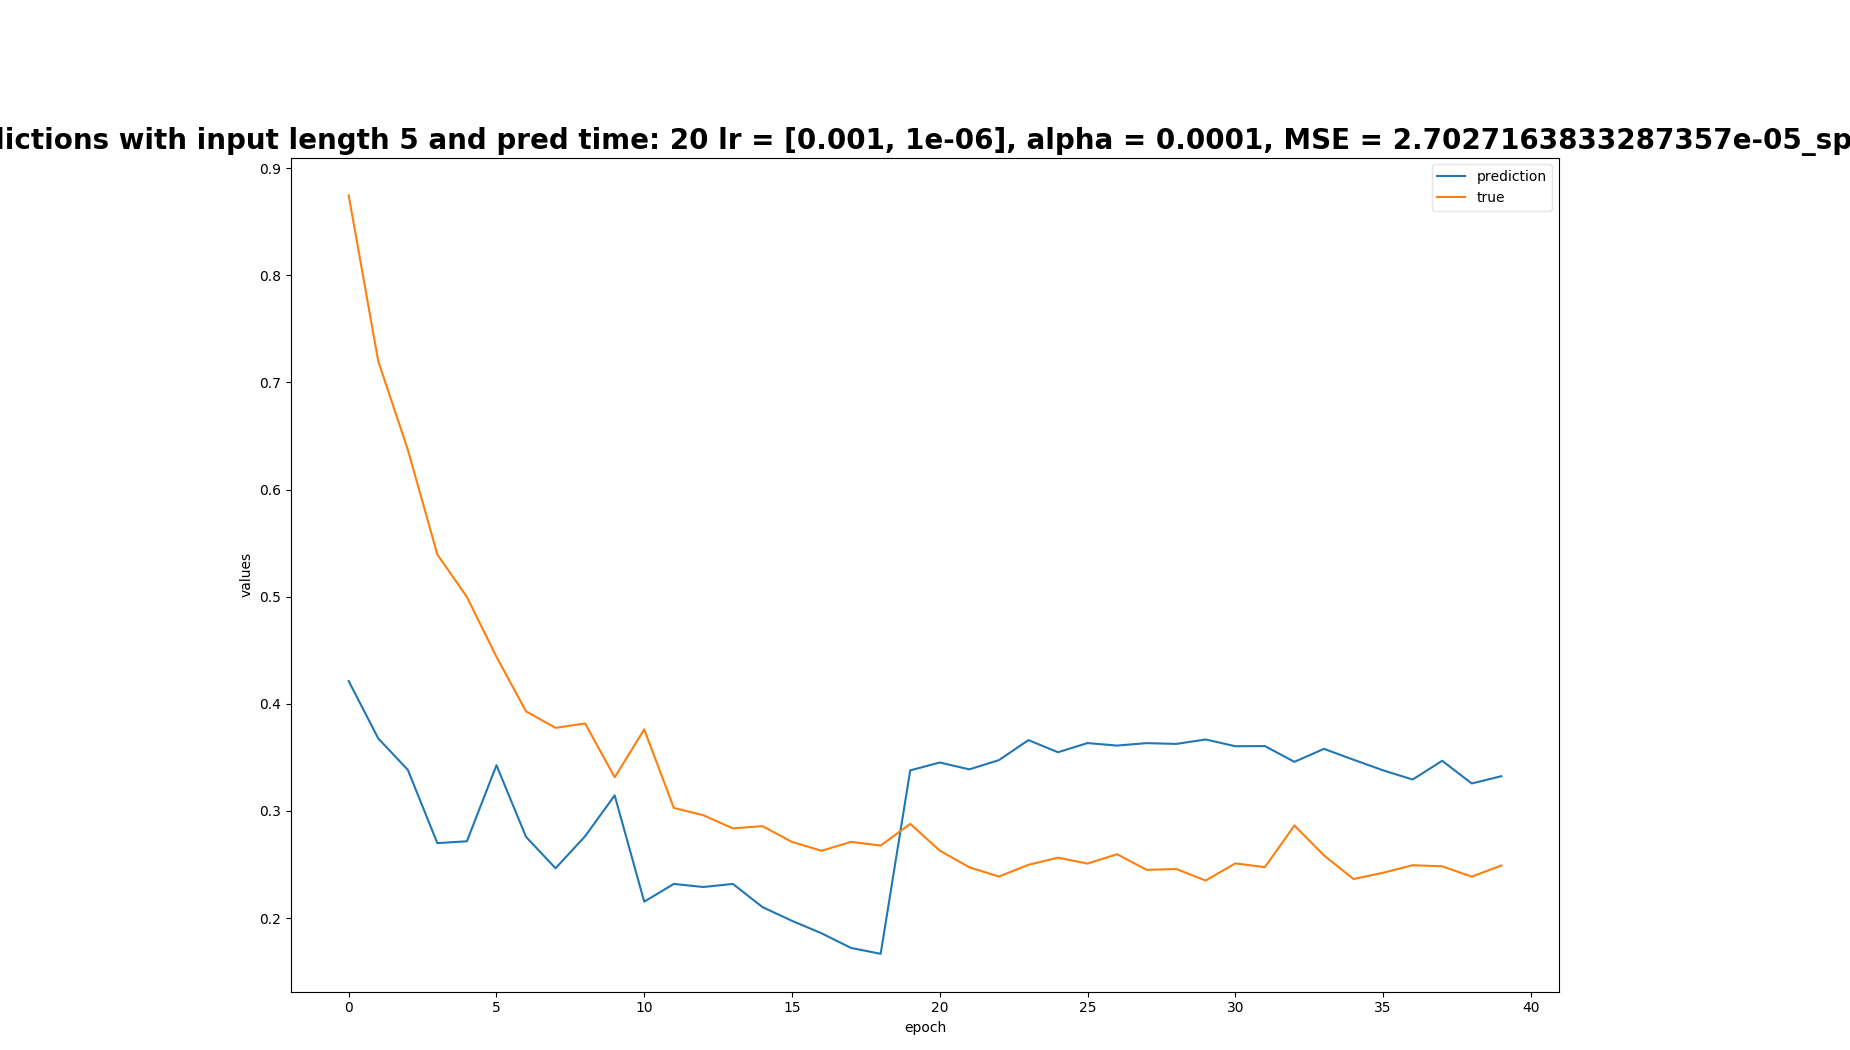 dictions with input length 5 and pred time: 20 lr = [0.001, 1e-06], alpha = 0.0001, MSE = 2.7027163833287357e-05_sp
prediction
true
0.9
0.8
0.7
0.6
0.5
0.4
0.3
0.2
values
0 5 10 15 20 25 30 35 40
epoch